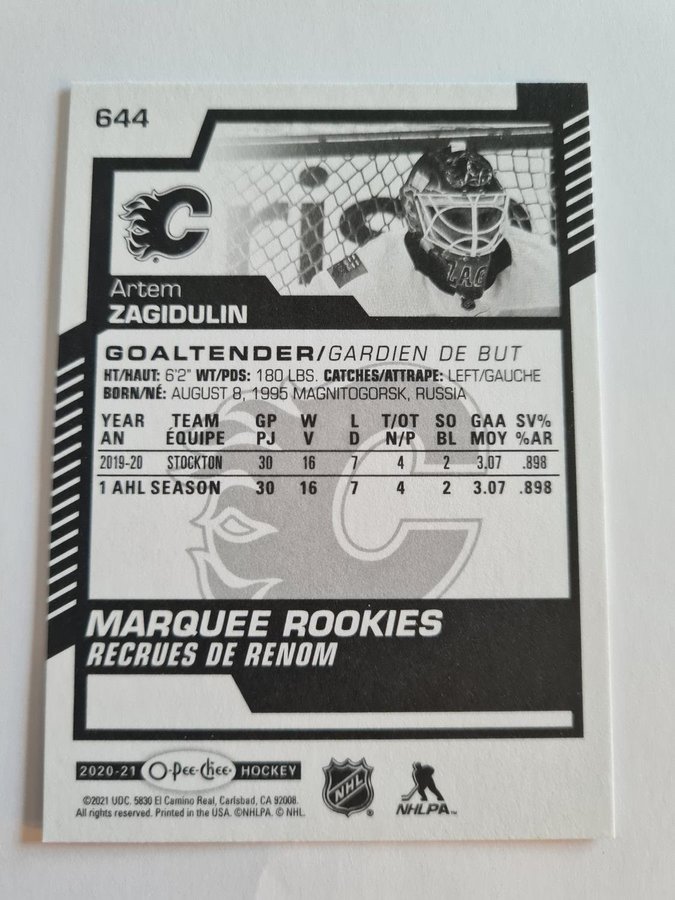 644
ZAG
Artem
ZAGIDULIN
GOALTENDER/GARDIEN DE BUT
HT/HAUT: 6'2" WT/PDS: 180 LBS. CATCHES/ATTRAPE: LEFT/GAUCHE
BORN/NÉ: AUGUST 8, 1995 MAGNITOGORSK, RUSSIA
YEAR TEAM GP W L T/OT SO GAA SV%
AN ÉQUIPE PJ V D N/P BL MOY %AR
2019-20 STOCKTON 30 16 7 4 2 3.07 .898
1 AHL SEASON 30 16 7 4 2 3.07 .898
MARQUEE ROOKIES
RECRUES DE RENOM
2020-21 O-Pee-Chee HOCKEY
©2021 UDC. 5830 El Camino Real, Carlsbad, CA 92008.
All rights reserved. Printed in the USA. ©NHLPA. © NHL.
NHL
NHLPA